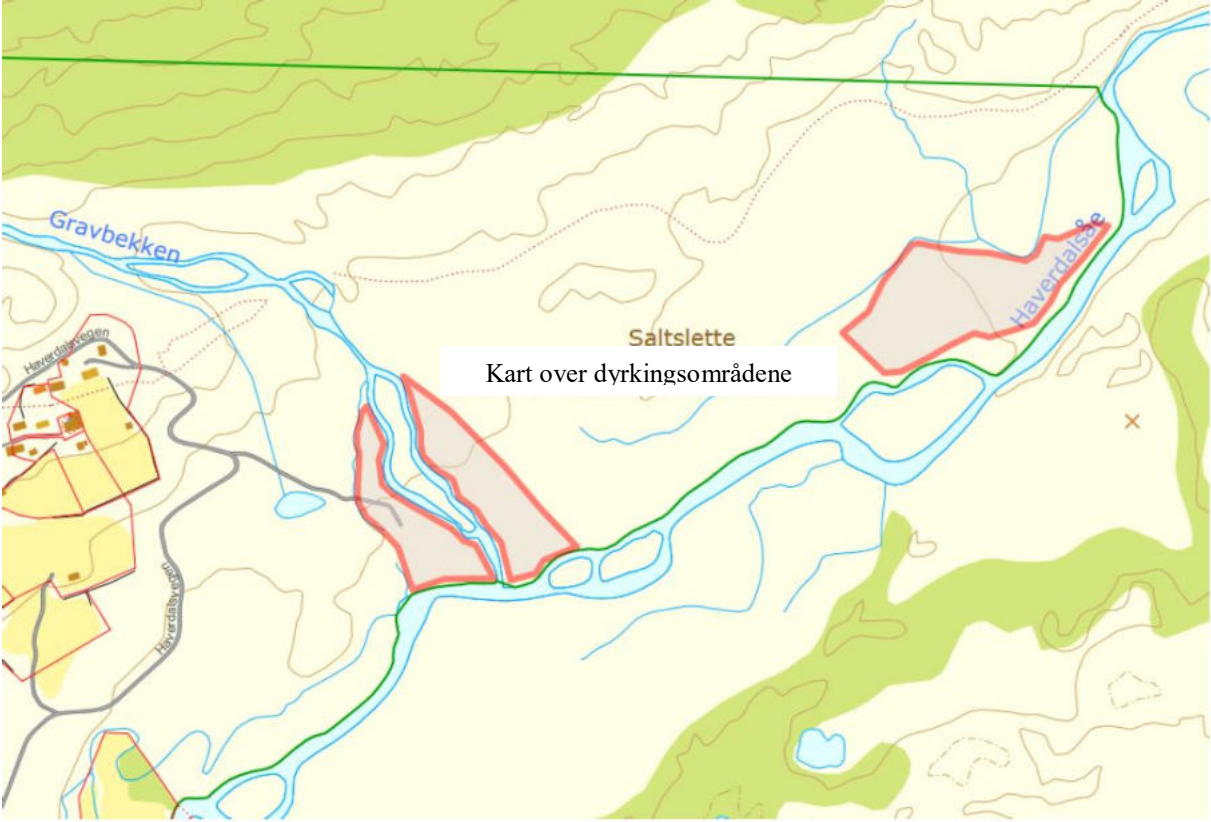 Gravbekken
Haverdalsåe
Haverdalsvegen
Saltslette
Kart over dyrkingsområdene
Haverdalsvegen